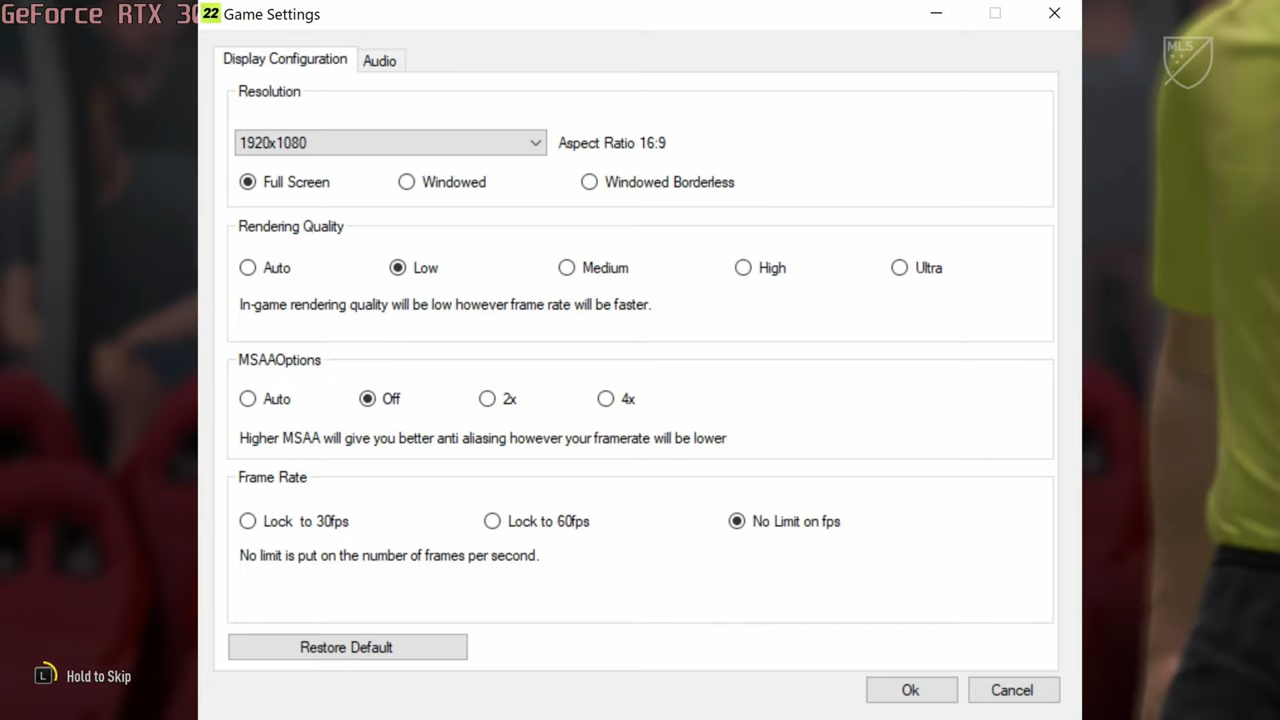 GeForce RTX
22 Game Settings
MLS
Display Configuration
Audio
Resolution
1920x1080
Aspect Ratio 16:9
Full Screen
Windowed
Windowed Borderless
Rendering Quality
Auto
Low
Medium
High
Ultra
In-game rendering quality will be low however frame rate will be faster.
MSAAOptions
Auto
Off
2x
4x
Higher MSAA will give you better anti aliasing however your framerate will be lower
Frame Rate
Lock to 30fps
Lock to 60fps
No Limit on fps
No limit is put on the number of frames per second.
Restore Default
L Hold to Skip
Ok
Cancel